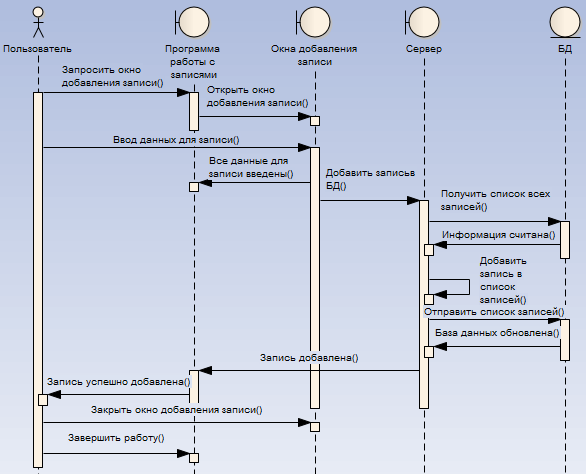 Пользователь
Программа
работы с
записями
Окна добавления
записи
Сервер
БД
Запросить окно
добавления записи()
Открыть окно
добавления записи()
Ввод данных для записи()
Все данные для
записи введены()
Добавить записьв
БД()
Получить список всех
записей()
Информация считана()
Добавить
запись в
список
записей()
Отправить список записей()
База данных обновлена()
Запись добавлена()
Запись успешно добавлена()
Закрыть окно добавления записи()
Завершить работу()